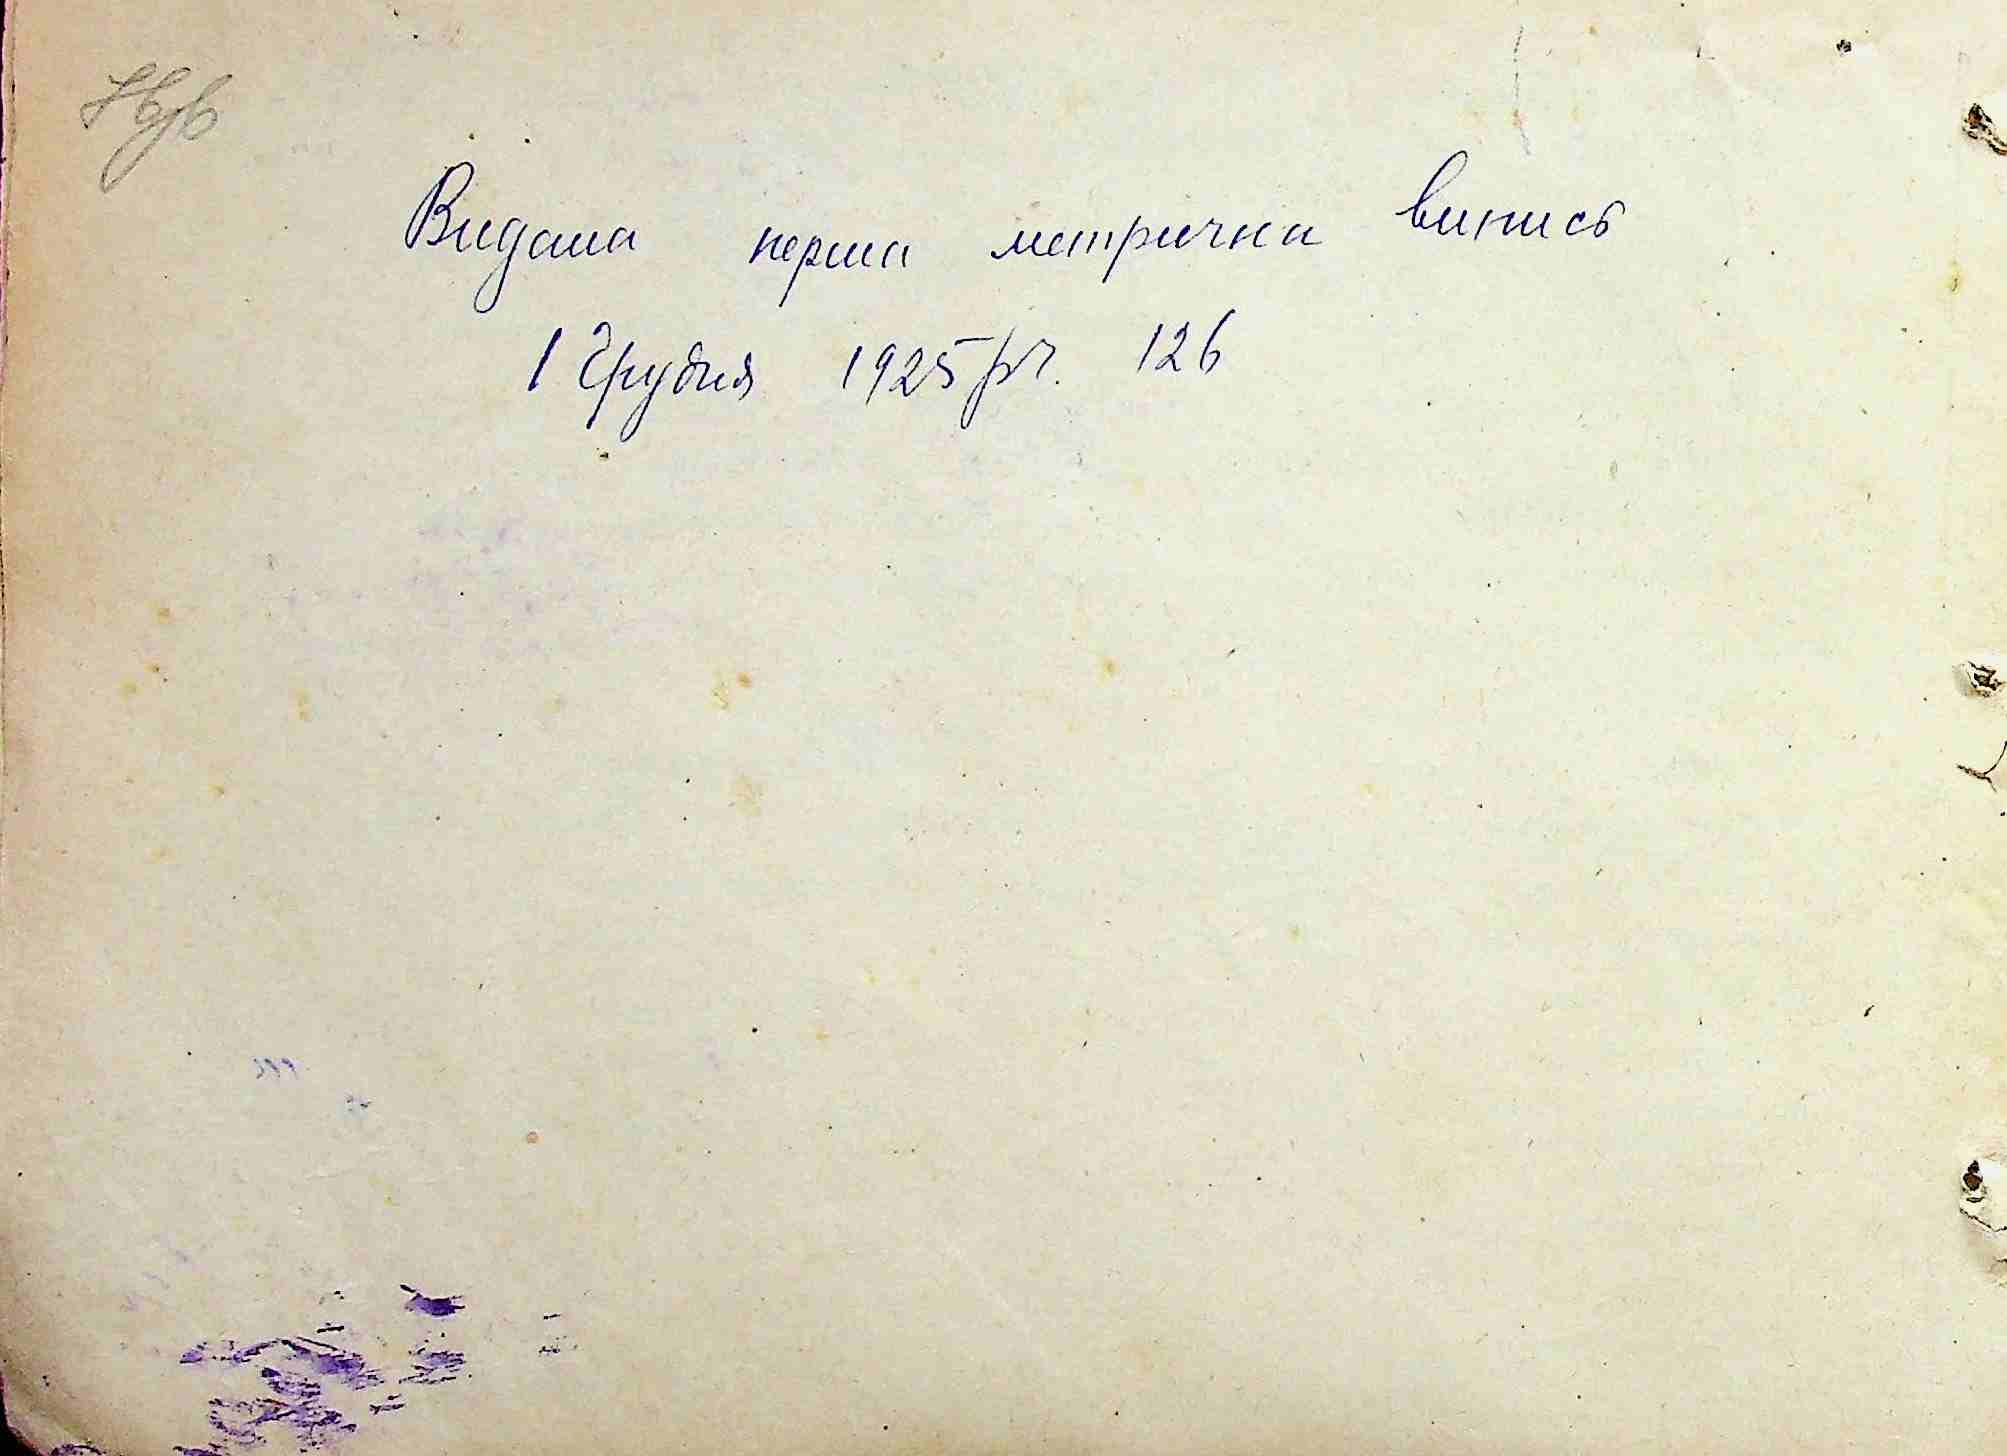 Видана перша метрична випись
1 Грудня 1925 р. 126